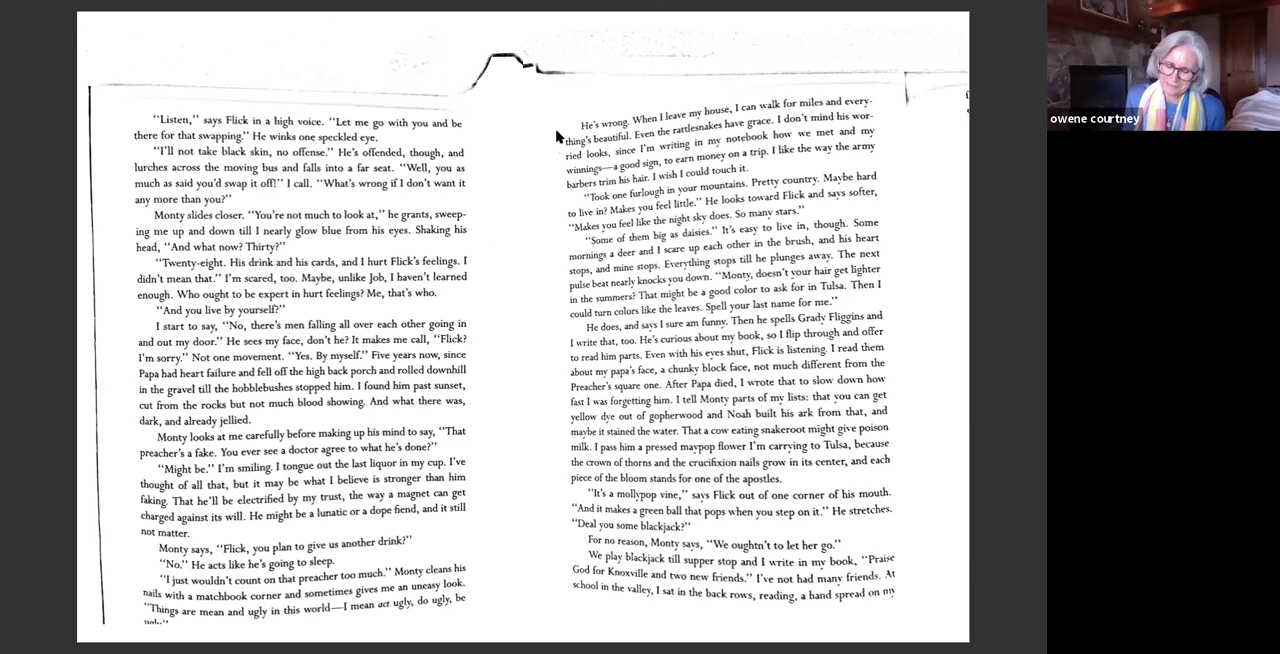 "Listen," says Flick in a high voice. "Let me go with you and be
there for that swapping." He winks one speckled eye.
"I'll not take black skin, no offense." He's offended, though, and
lurches across the moving bus and falls into a far seat. "Well, you as
much as said you'd swap it off!" I call. "What's wrong if I don't want it
any more than you?"
Monty slides closer. "You're not much to look at," he grants, sweep-
ing me up and down till I nearly glow blue from his eyes. Shaking his
head, "And what now? Thirty?"
"Twenty-eight. His drink and his cards, and I hurt Flick's feelings. I
didn't mean that." I'm scared, too. Maybe, unlike Job, I haven't learned
enough. Who ought to be expert in hurt feelings? Me, that's who.
"And you live by yourself?"
I start to say, "No, there's men falling all over each other going in
and out my door." He sees my face, don't he? It makes me call, "Flick?
I'm sorry." Not one movement. "Yes. By myself." Five years now, since
Papa had heart failure and fell off the high back porch and rolled downhill
in the gravel till the hobblebushes stopped him. I found him past sunset,
cut from the rocks but not much blood showing. And what there was,
dark, and already jellied.
Monty looks at me carefully before making up his mind to say, "That
preacher's a fake. You ever see a doctor agree to what he's done?"
"Might be." I'm smiling. I tongue out the last liquor in my cup. I've
thought of all that, but it may be what I believe is stronger than him
faking. That he'll be electrified by my trust, the way a magnet can get
charged against its will. He might be a lunatic or a dope fiend, and it still
not matter.
Monty says, "Flick, you plan to give us another drink?"
"No." He acts like he's going to sleep.
"I just wouldn't count on that preacher too much." Monty cleans his
nails with a matchbook corner and sometimes gives me an uneasy look.
"Things are mean and ugly in this world—I mean act ugly, do ugly, be
He's wrong. When I leave my house, I can walk for miles and every-
thing's beautiful. Even the rattlesnakes have grace. I don't mind his wor-
ried looks, since I'm writing in my notebook how we met and my
winnings—a good sign, to earn money on a trip. I like the way the army
barbers trim his hair. I wish I could touch it.
"Took one furlough in your mountains. Pretty country. Maybe hard
to live in? Makes you feel little." He looks toward Flick and says softer,
"Makes you feel like the night sky does. So many stars."
"Some of them big as daisies." It's easy to live in, though. Some
mornings a deer and I scare up each other in the brush, and his heart
stops, and mine stops. Everything stops till he plunges away. The next
pulse beat nearly knocks you down. "Monty, doesn't your hair get lighter
in the summers? That might be a good color to ask for in Tulsa. Then I
could turn colors like the leaves. Spell your last name for me."
He does, and says I sure am funny. Then he spells Grady Fliggins and
I write that, too. He's curious about my book, so I flip through and offer
to read him parts. Even with his eyes shut, Flick is listening. I read them
about my papa's face, a chunky block face, not much different from the
Preacher's square one. After Papa died, I wrote that to slow down how
fast I was forgetting him. I tell Monty parts of my lists: that you can get
yellow dye out of gopherwood and Noah built his ark from that, and
maybe it stained the water. That a cow eating snakeroot might give poison
milk. I pass him a pressed maypop flower I'm carrying to Tulsa, because
the crown of thorns and the crucifixion nails grow in its center, and each
piece of the bloom stands for one of the apostles.
"It's a mollypop vine," says Flick out of one corner of his mouth.
"And it makes a green ball that pops when you step on it." He stretches.
"Deal you some blackjack?"
For no reason, Monty says, "We oughtn't to let her go."
We play blackjack till supper stop and I write in my book, "Praise
God for Knoxville and two new friends." I've not had many friends. At
school in the valley, I sat in the back rows, reading, a hand spread on my
owene courtney